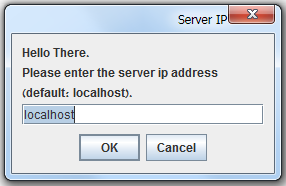 Server IP
Hello There.
Please enter the server ip address
(default: localhost).
localhost
OK Cancel